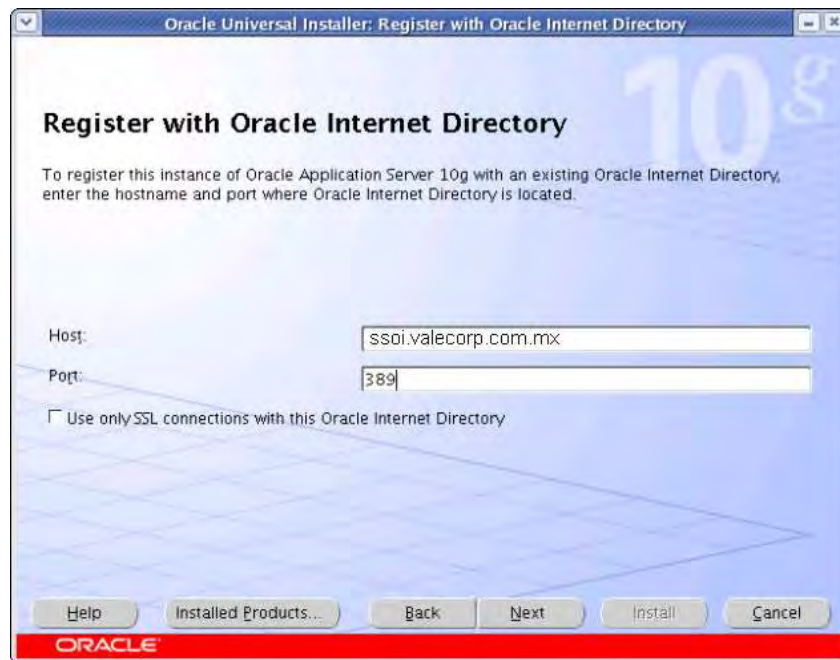 Oracle Universal Installer: Register with Oracle Internet Directory
10g
Register with Oracle Internet Directory
To register this instance of Oracle Application Server 10g with an existing Oracle Internet Directory,
enter the hostname and port where Oracle Internet Directory is located.
Host: ssoi.valecorp.com.mx
Port: 389
Use only SSL connections with this Oracle Internet Directory
Help Installed Products... Back Next Install Cancel
ORACLE